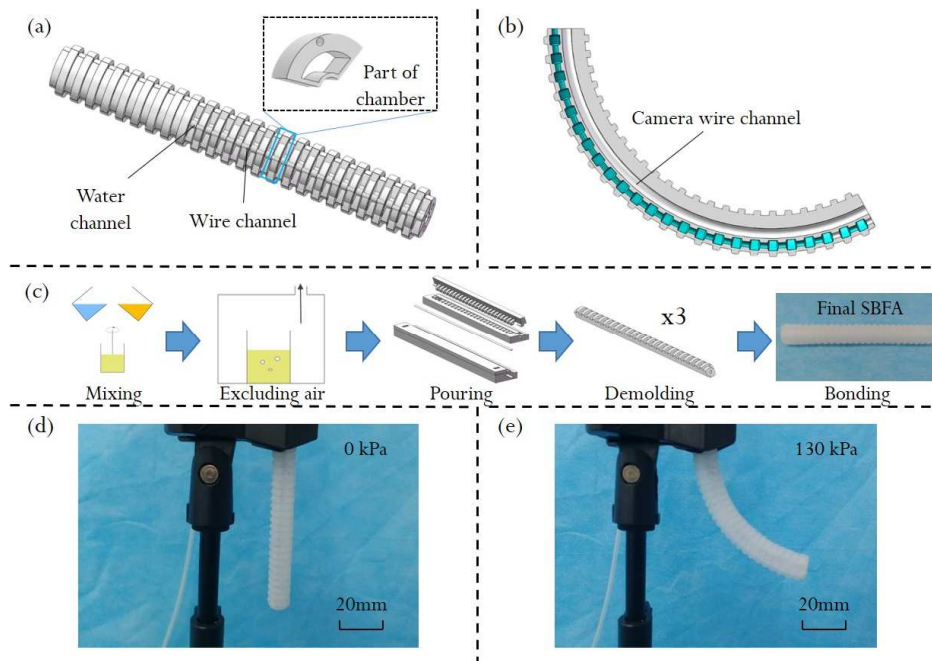 (a)
Part of
chamber
Water
channel
Wire channel
(b)
Camera wire channel
(c)
x3
Final SBFA
Mixing
Excluding air
Pouring
Demolding
Bonding
(d)
0 kPa
20mm
(e)
130 kPa
20mm